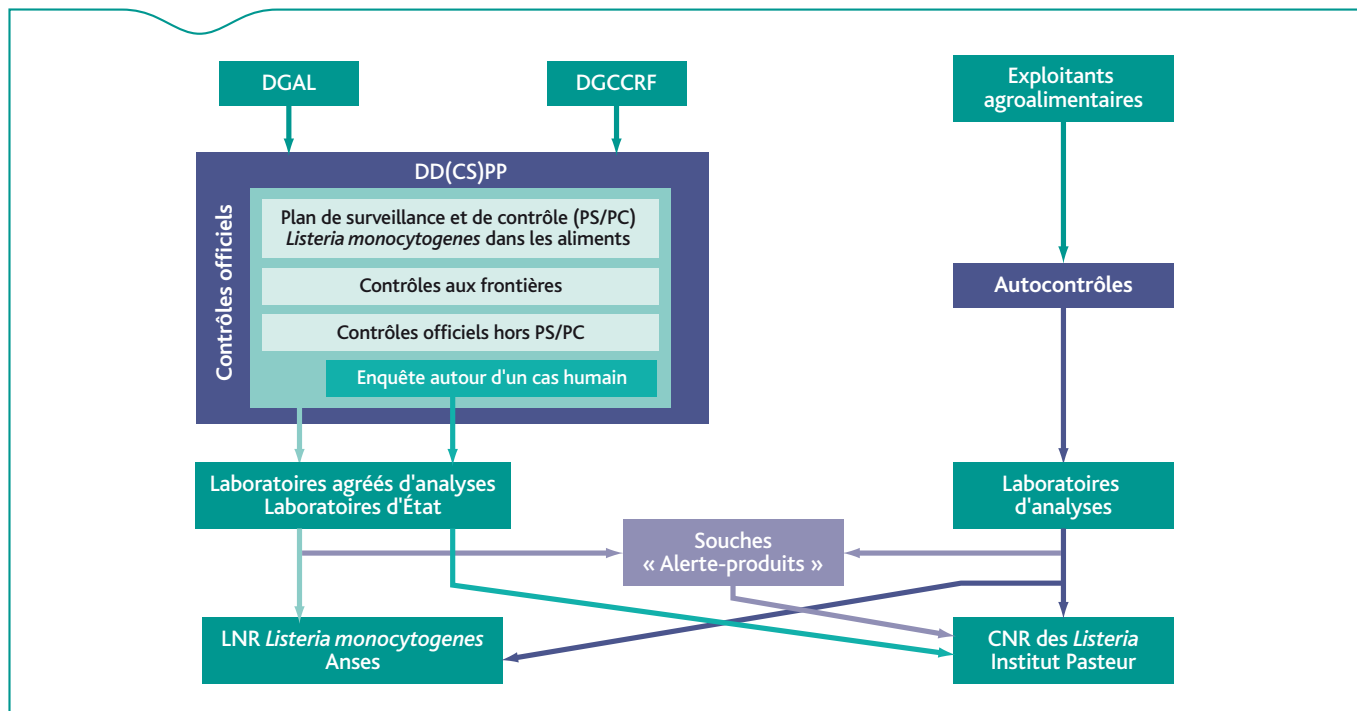 DGAL
DGCCRF
Exploitants
agroalimentaires
DD(CS)PP
Contrôles officiels
Plan de surveillance et de contrôle (PS/PC)
Listeria monocytogenes dans les aliments
Contrôles aux frontières
Contrôles officiels hors PS/PC
Enquête autour d'un cas humain
Autocontrôles
Laboratoires agréés d'analyses
Laboratoires d'État
Laboratoires
d'analyses
Souches
« Alerte-produits »
LNR Listeria monocytogenes
Anses
CNR des Listeria
Institut Pasteur